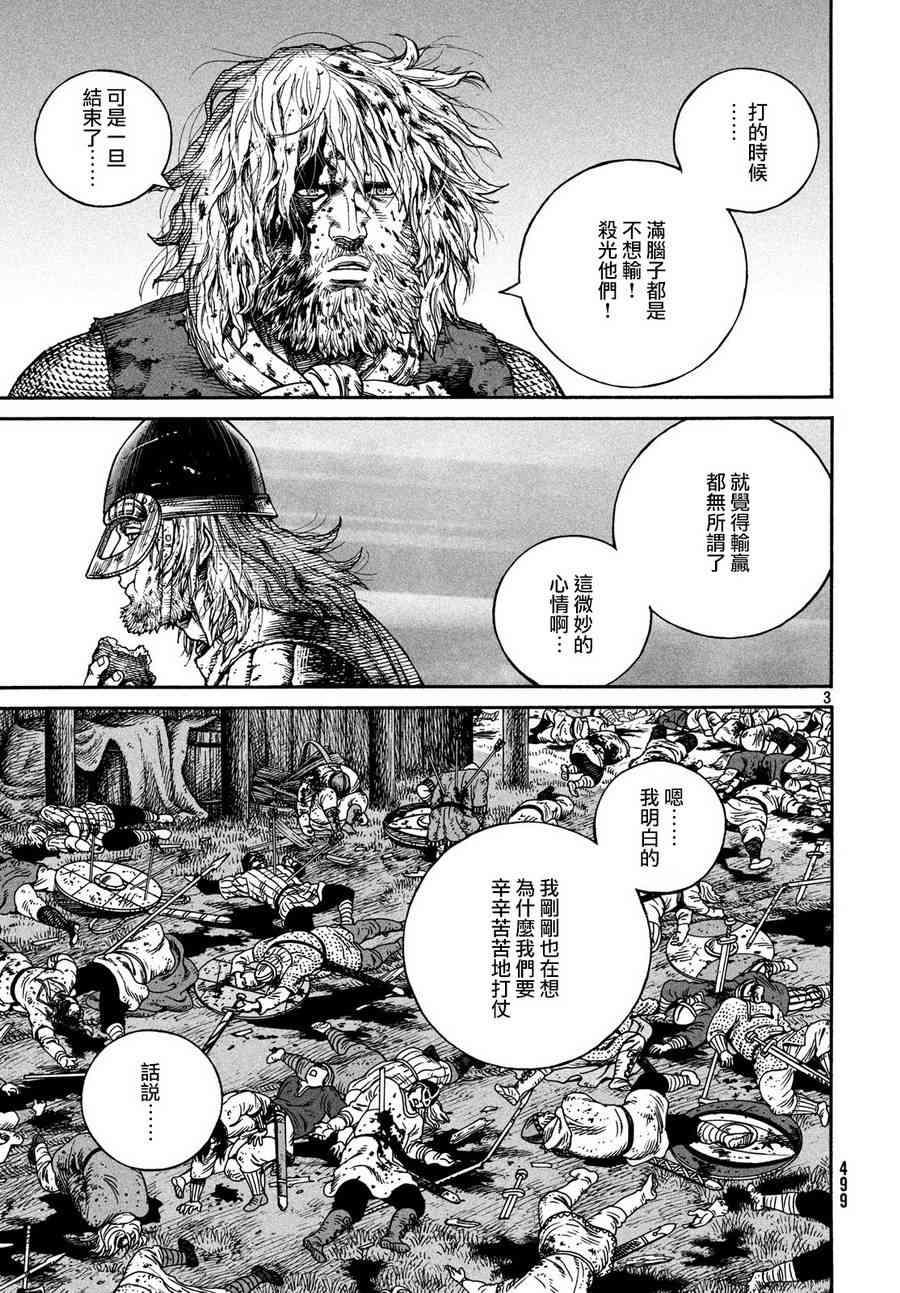 打的時候
……
滿腦子都是
不想輸！
殺光他們！
可是一旦
結束了……
就覺得輸贏
都無所謂了
這微妙的
心情啊…
3
嗯……
我明白的
我剛剛也在想
為什麼我們要
辛辛苦苦地打仗
話説……
499